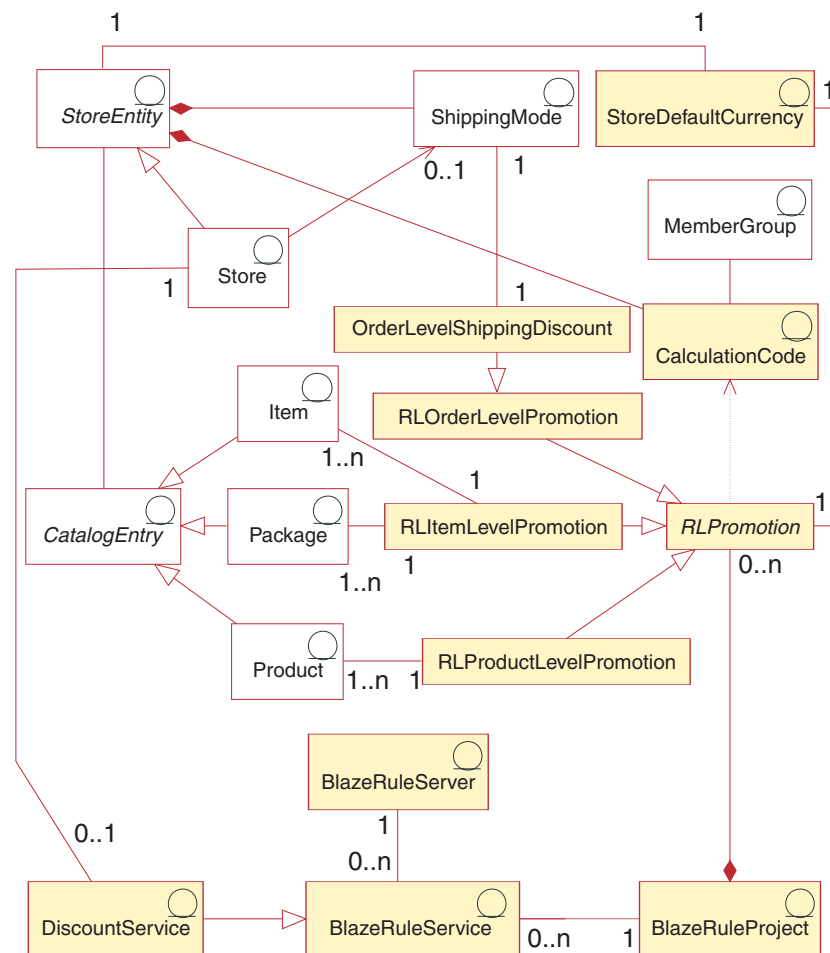 1
1
StoreEntity
ShippingMode
StoreDefaultCurrency
1
0..1
1
MemberGroup
Store
1
1
OrderLevelShippingDiscount
CalculationCode
Item
RLOrderLevelPromotion
1..n
1
CatalogEntry
Package
RLItemLevelPromotion
RLPromotion
1
1..n
1
0..n
Product
RLProductLevelPromotion
1..n
1
BlazeRuleServer
1
0..1
0..n
DiscountService
BlazeRuleService
BlazeRuleProject
0..n
1